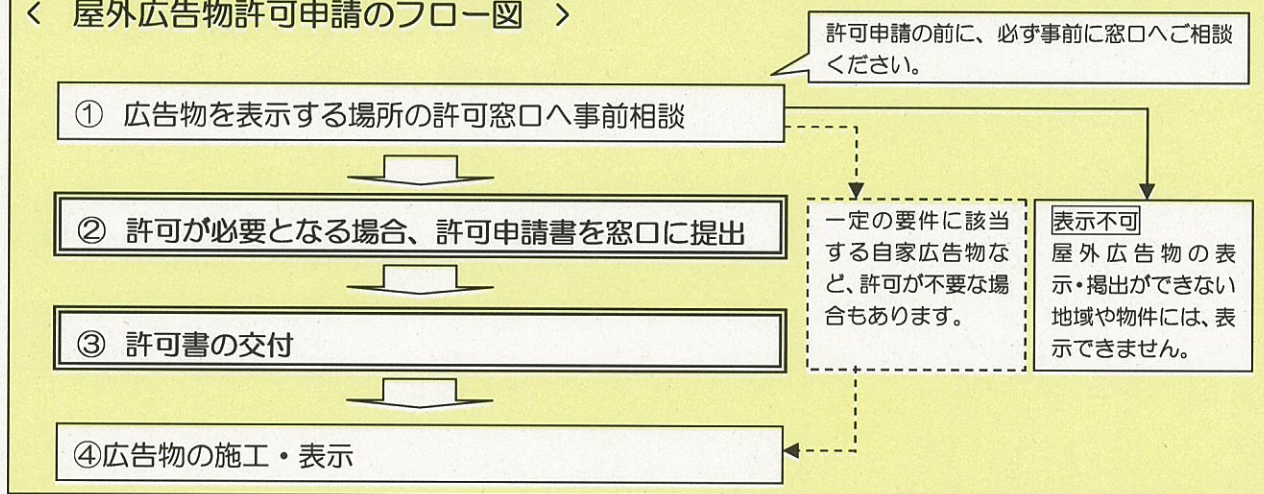 < 屋外広告物許可申請のフロー図 >
許可申請の前に、必ず事前に窓口へご相談
ください。
① 広告物を表示する場所の許可窓口へ事前相談
② 許可が必要となる場合、許可申請書を窓口に提出
③ 許可書の交付
④広告物の施工・表示
一定の要件に該当
する自家広告物な
ど、許可が不要な場
合もあります。
表示不可
屋外広告物の表
示・掲出ができない
地域や物件には、表
示できません。